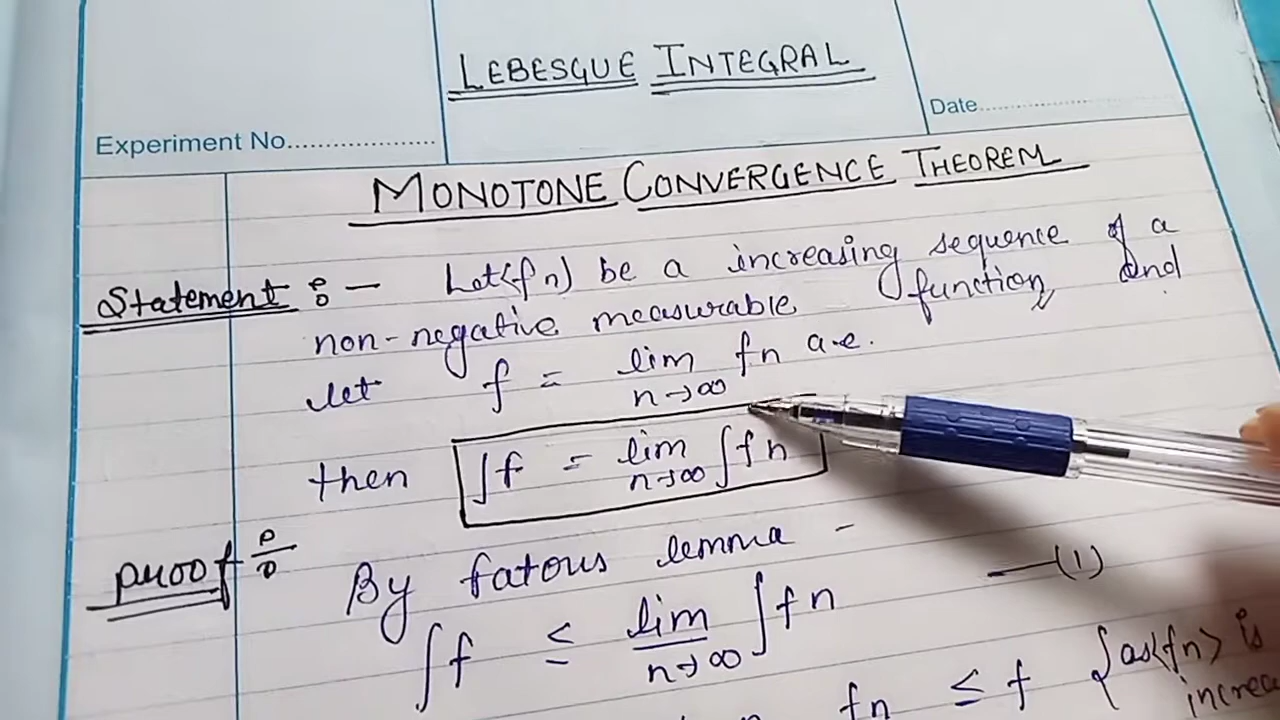 LEBESGUE INTEGRAL
Experiment No.....................
Date.....................
MONOTONE CONVERGENCE THEOREM
Statement :- Let <fn) be a increasing sequence of a
non-negative measurable function, and
let f = lim n→∞ fn a.e.
then ∫f = lim n→∞ ∫fn
Proof :
By fatous lemma -
∫f ≤ lim n→∞ ∫fn —(1)
fn ≤ f {as <fn> is